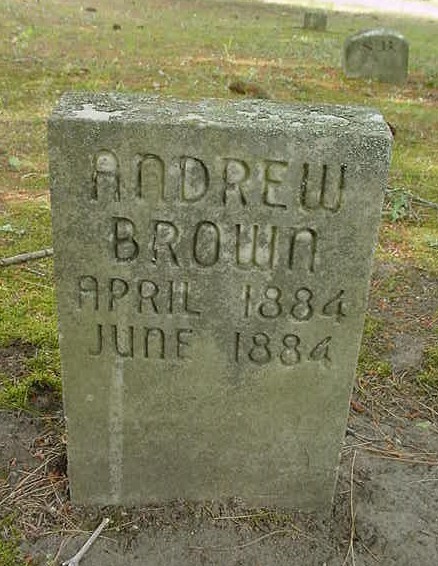 S.B.
ANDREW
BROWN
APRIL 1884
JUNE 1884